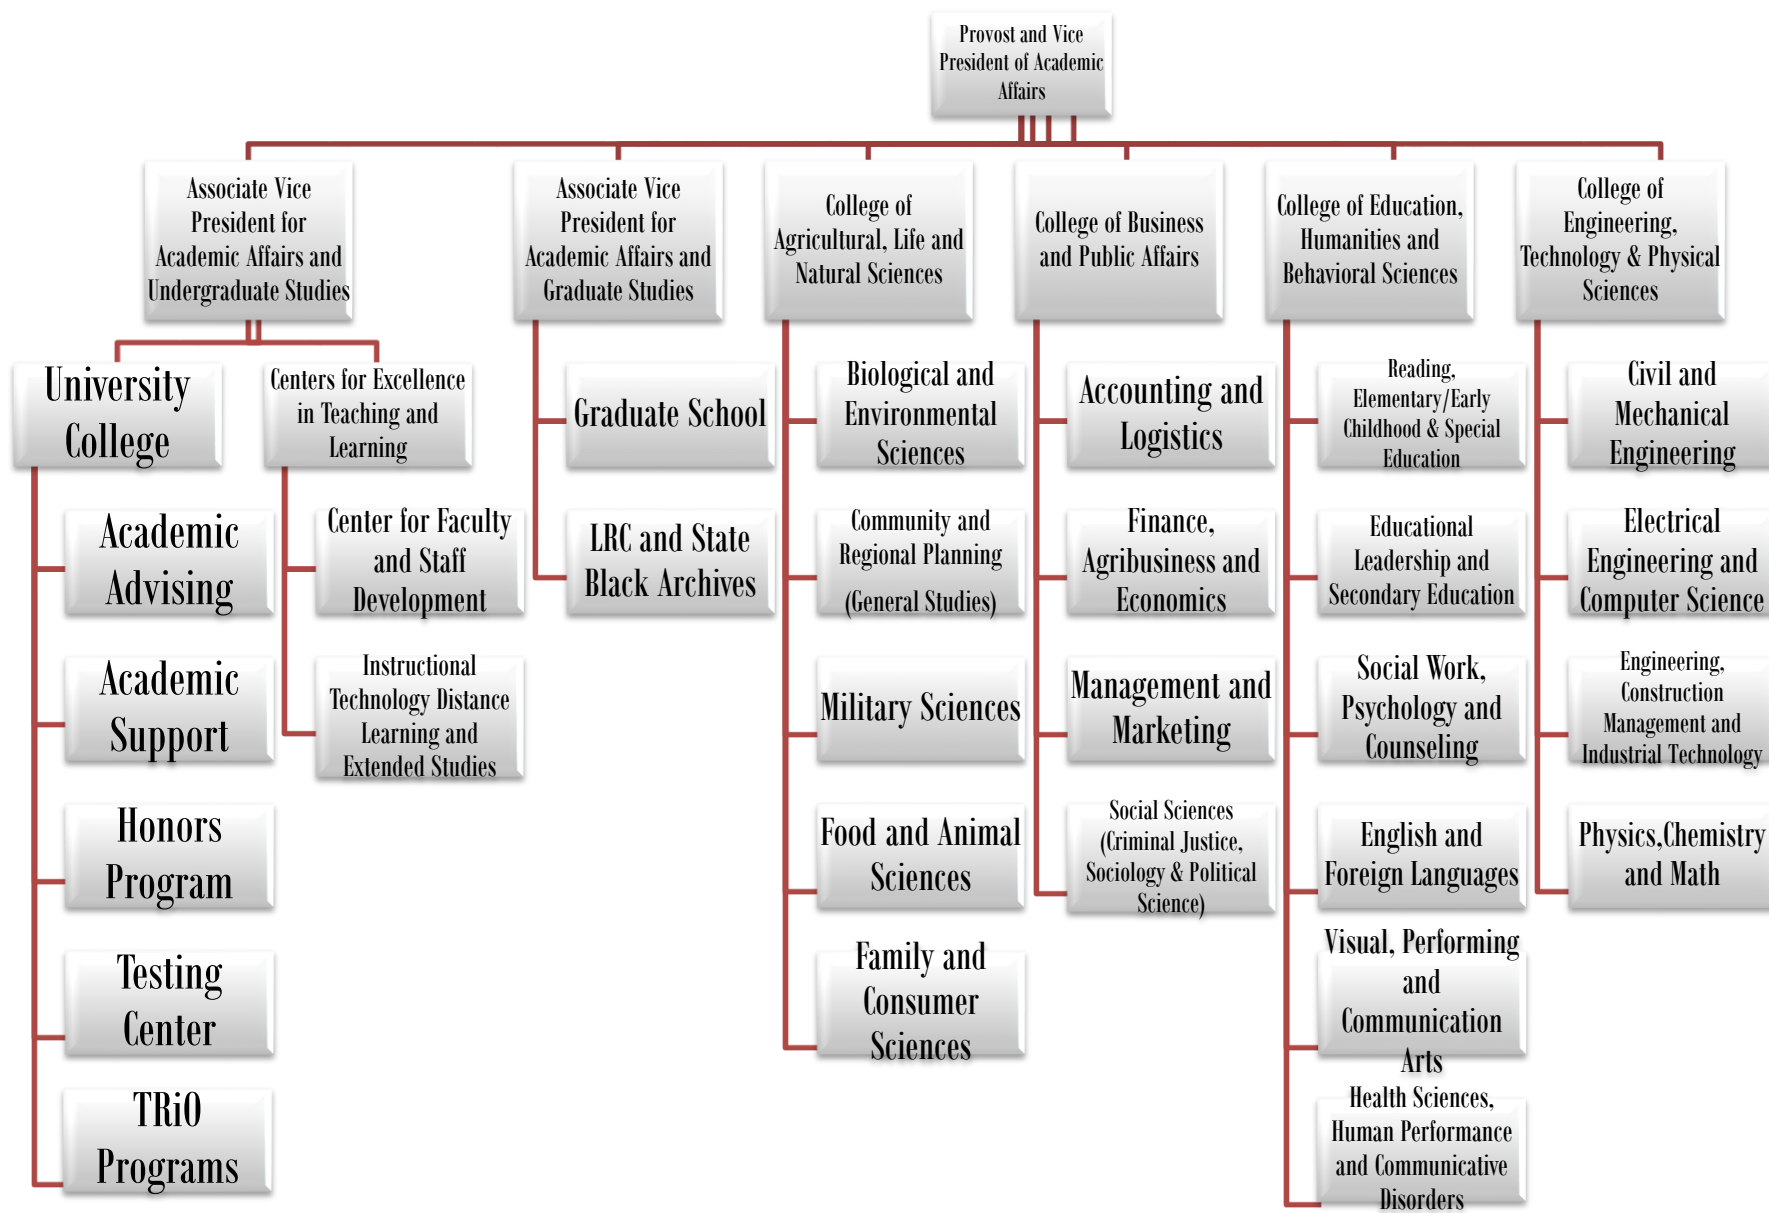 Provost and Vice
President of Academic
Affairs
Associate Vice
President for
Academic Affairs and
Undergraduate Studies
Associate Vice
President for
Academic Affairs and
Graduate Studies
College of
Agricultural, Life and
Natural Sciences
College of Business
and Public Affairs
College of Education,
Humanities and
Behavioral Sciences
College of
Engineering,
Technology & Physical
Sciences
University
College
Academic
Advising
Academic
Support
Honors
Program
Testing
Center
TRiO
Programs
Centers for Excellence
in Teaching and
Learning
Center for Faculty
and Staff
Development
Instructional
Technology Distance
Learning and
Extended Studies
Graduate School
LRC and State
Black Archives
Biological and
Environmental
Sciences
Community and
Regional Planning
(General Studies)
Military Sciences
Food and Animal
Sciences
Family and
Consumer
Sciences
Accounting and
Logistics
Finance,
Agribusiness and
Economics
Management and
Marketing
Social Sciences
(Criminal Justice,
Sociology & Political
Science)
Reading,
Elementary/Early
Childhood & Special
Education
Educational
Leadership and
Secondary Education
Social Work,
Psychology and
Counseling
English and
Foreign Languages
Visual, Performing
and
Communication
Arts
Health Sciences,
Human Performance
and Communicative
Disorders
Civil and
Mechanical
Engineering
Electrical
Engineering and
Computer Science
Engineering,
Construction
Management and
Industrial Technology
Physics,Chemistry
and Math